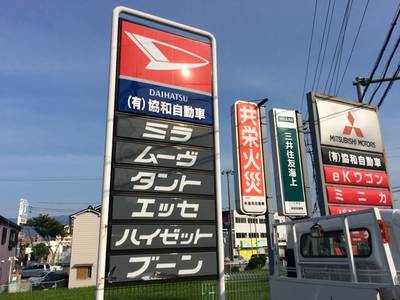 DAIHATSU
(有)協和自動車
ミラ
ムーヴ
タント
エッセ
ハイゼット
ブーン
共栄火災
三井住友海上
MITSUBISHI MOTORS
(有)協和自動車
eKワゴン
ミニカ